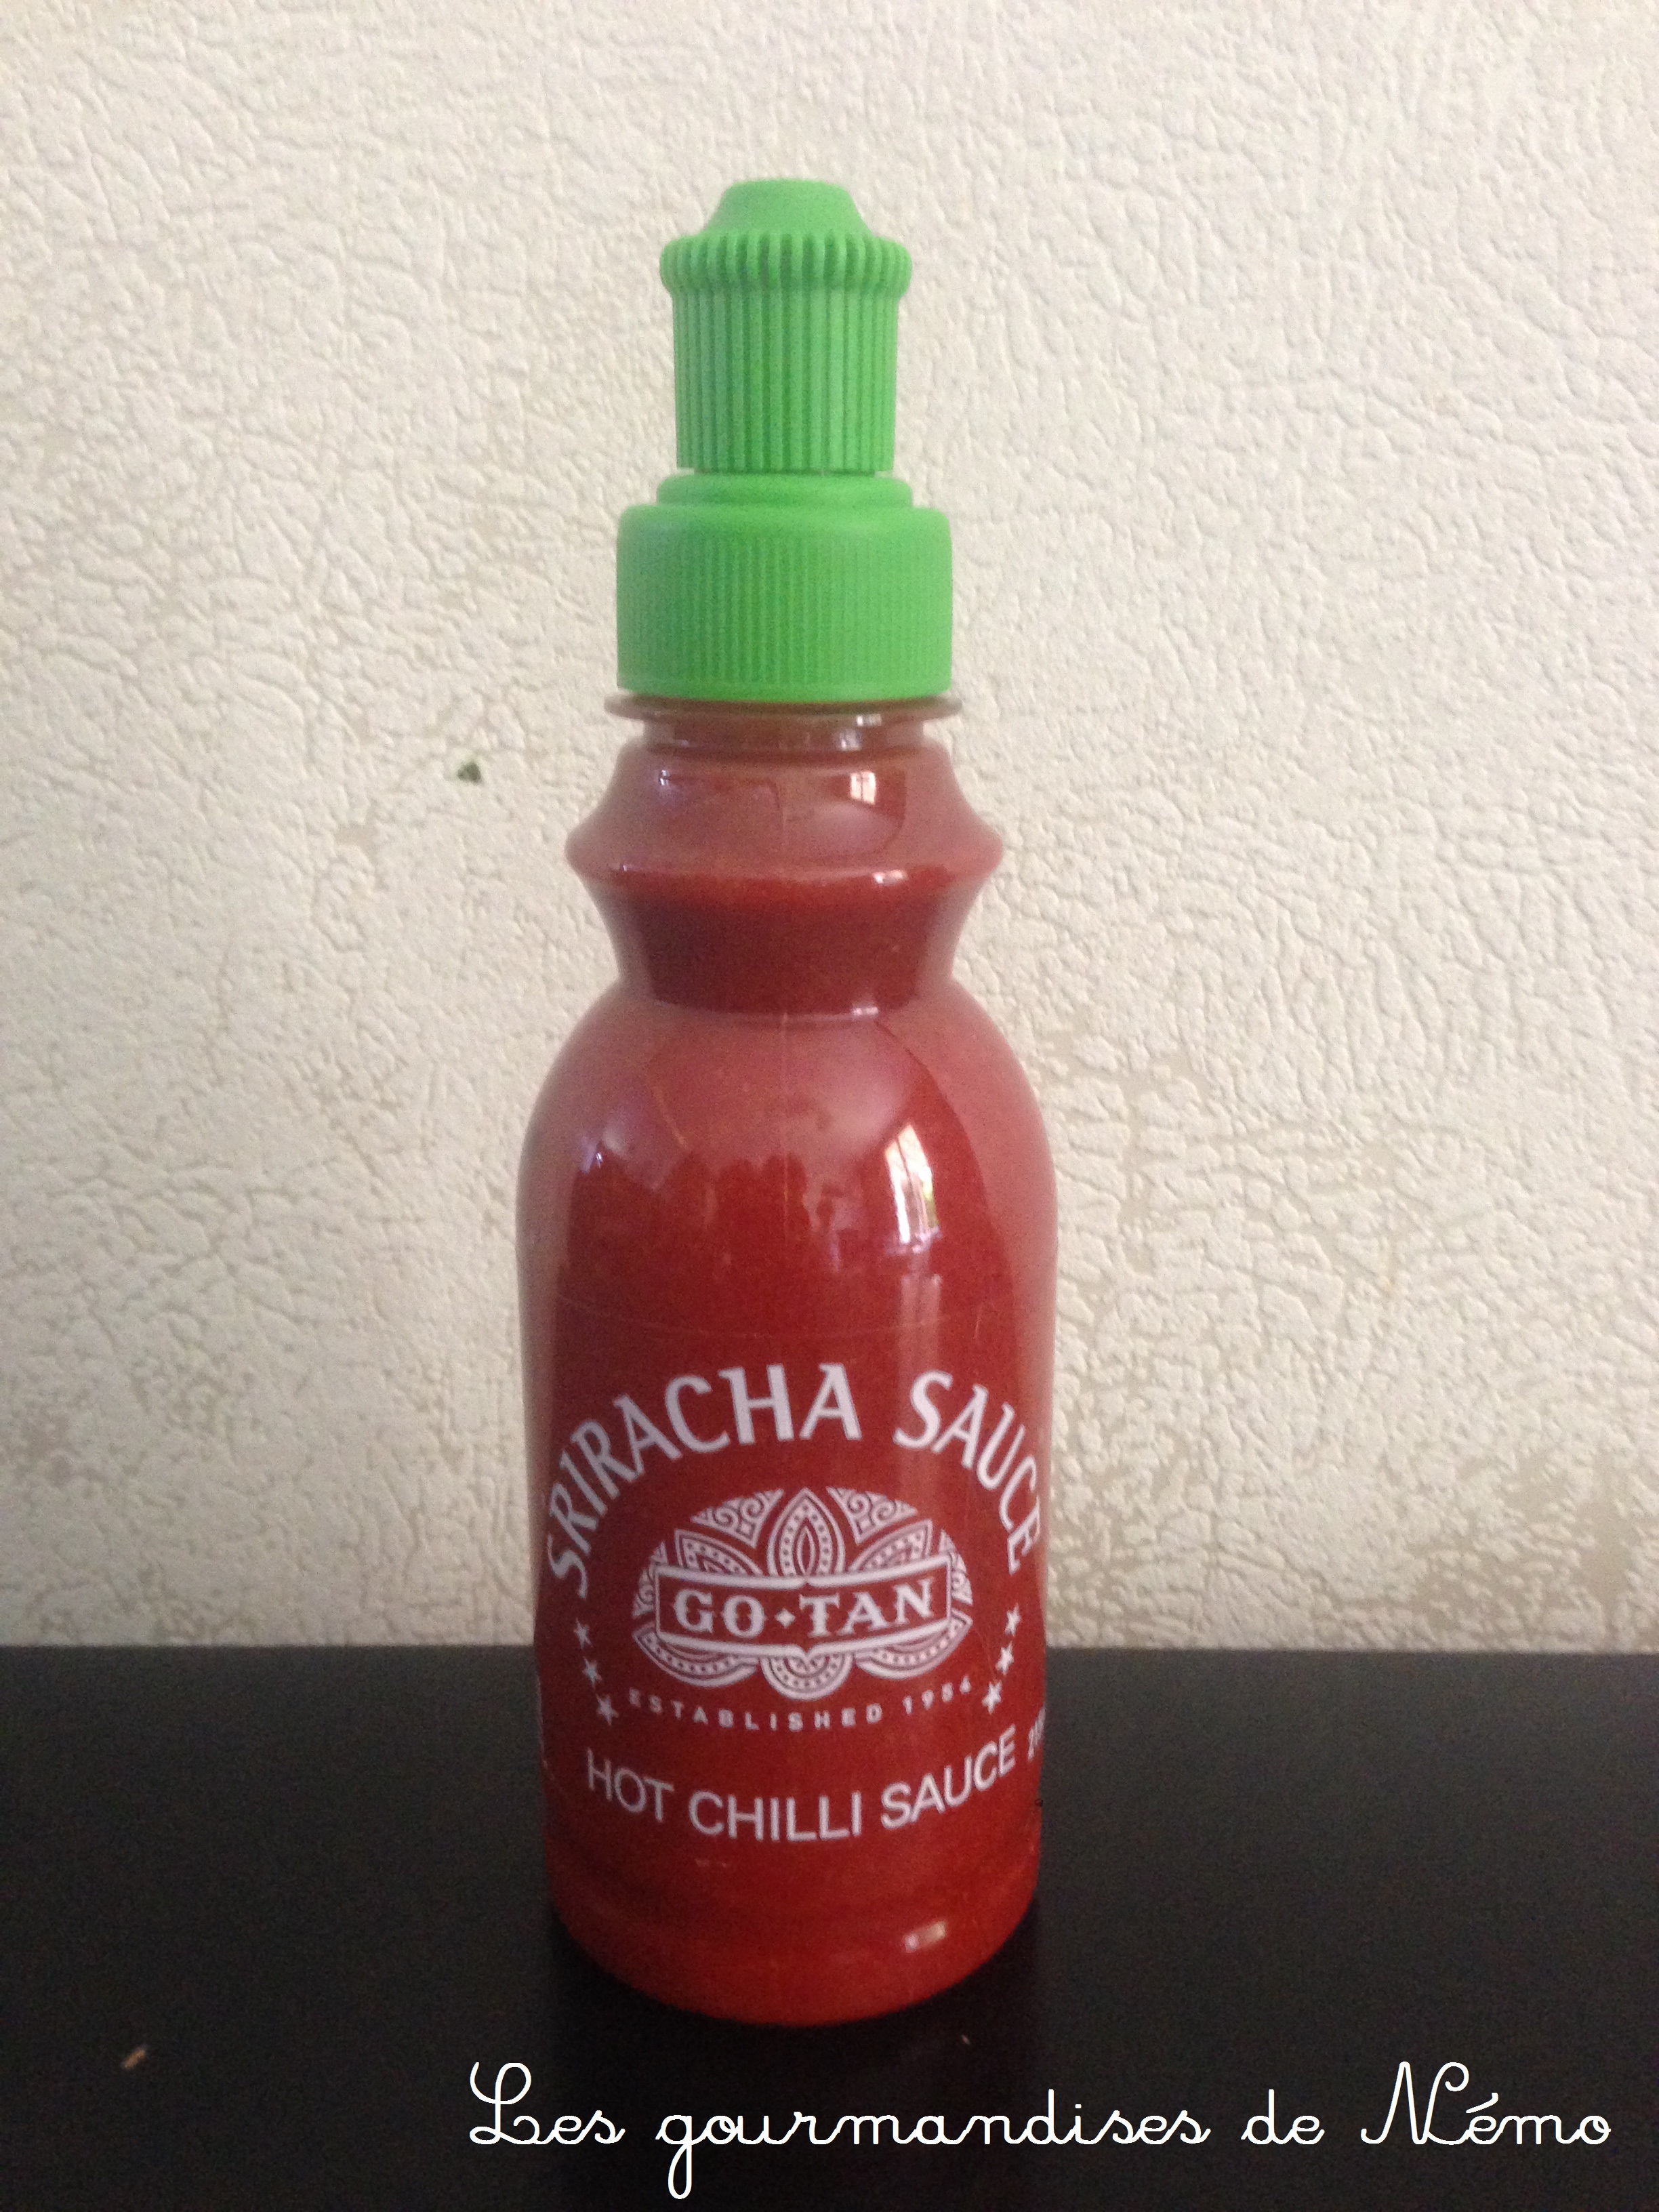 SRIRACHA SAUCE
GO·TAN
ESTABLISHED 1954
HOT CHILLI SAUCE
Les gourmandises de Némo